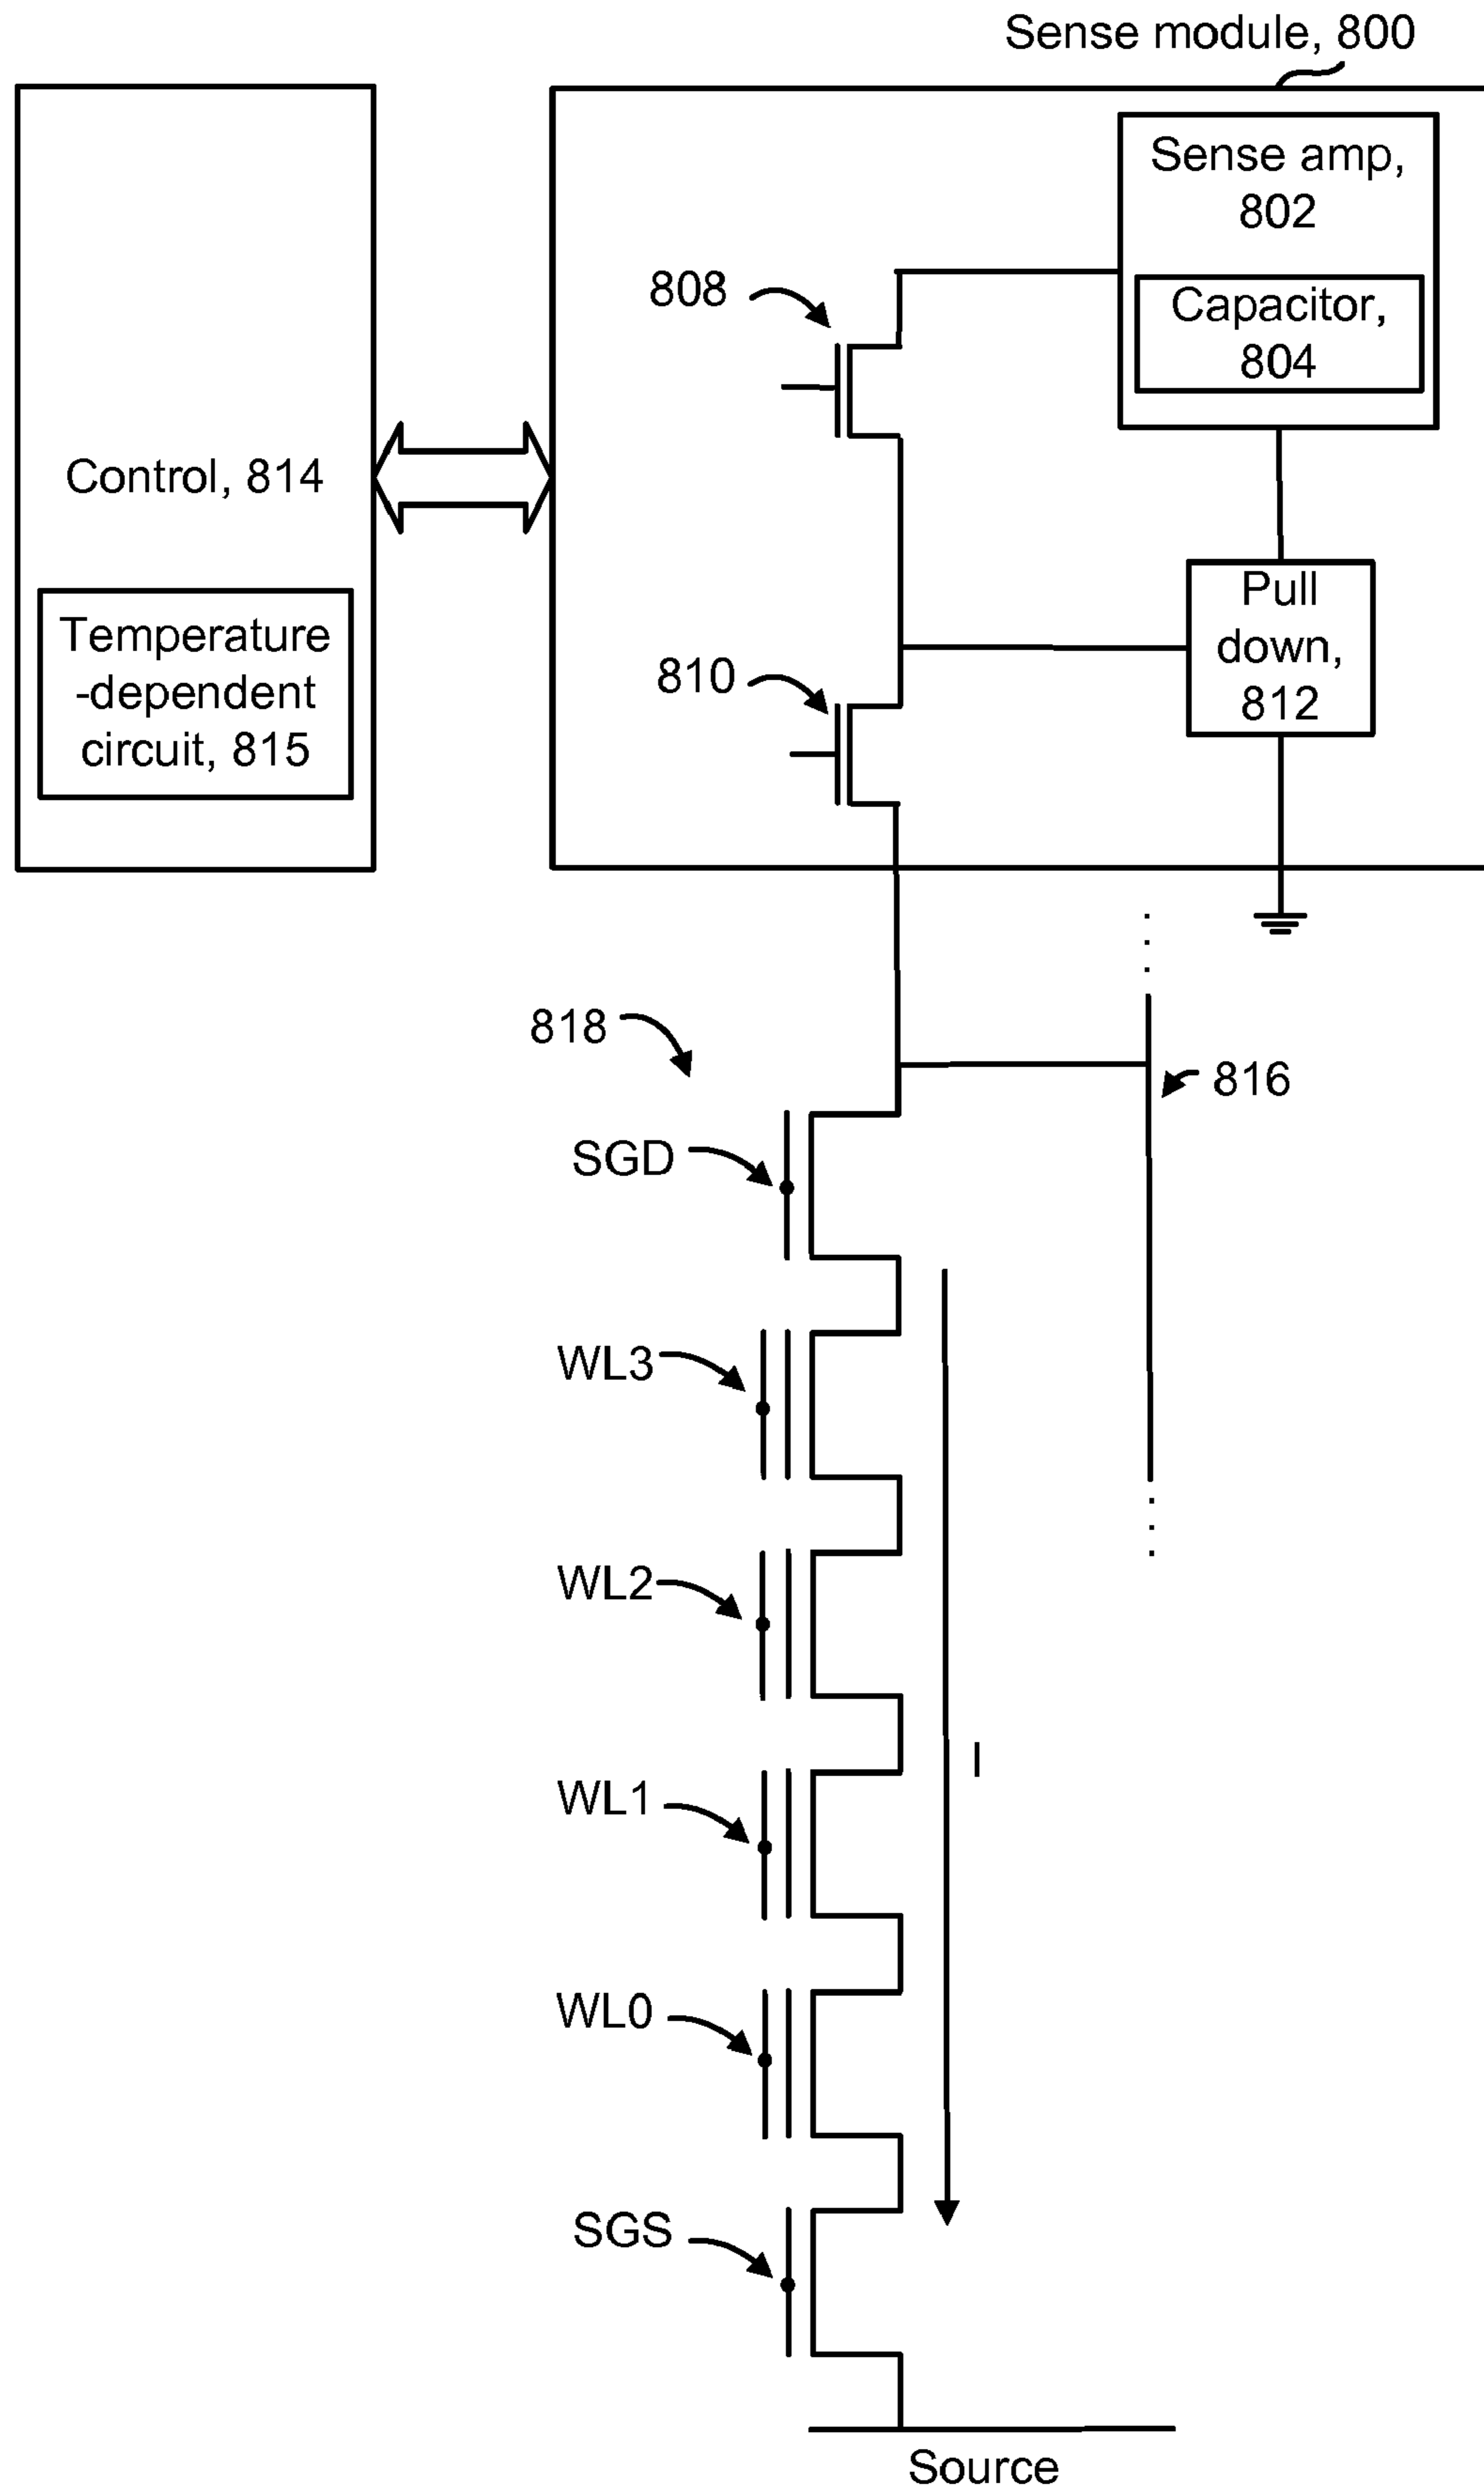 Sense module, 800
Sense amp,
802
808
Capacitor,
804
Control, 814
Pull
down,
812
Temperature
-dependent
circuit, 815
810
818
816
SGD
WL3
WL2
I
WL1
WL0
SGS
Source